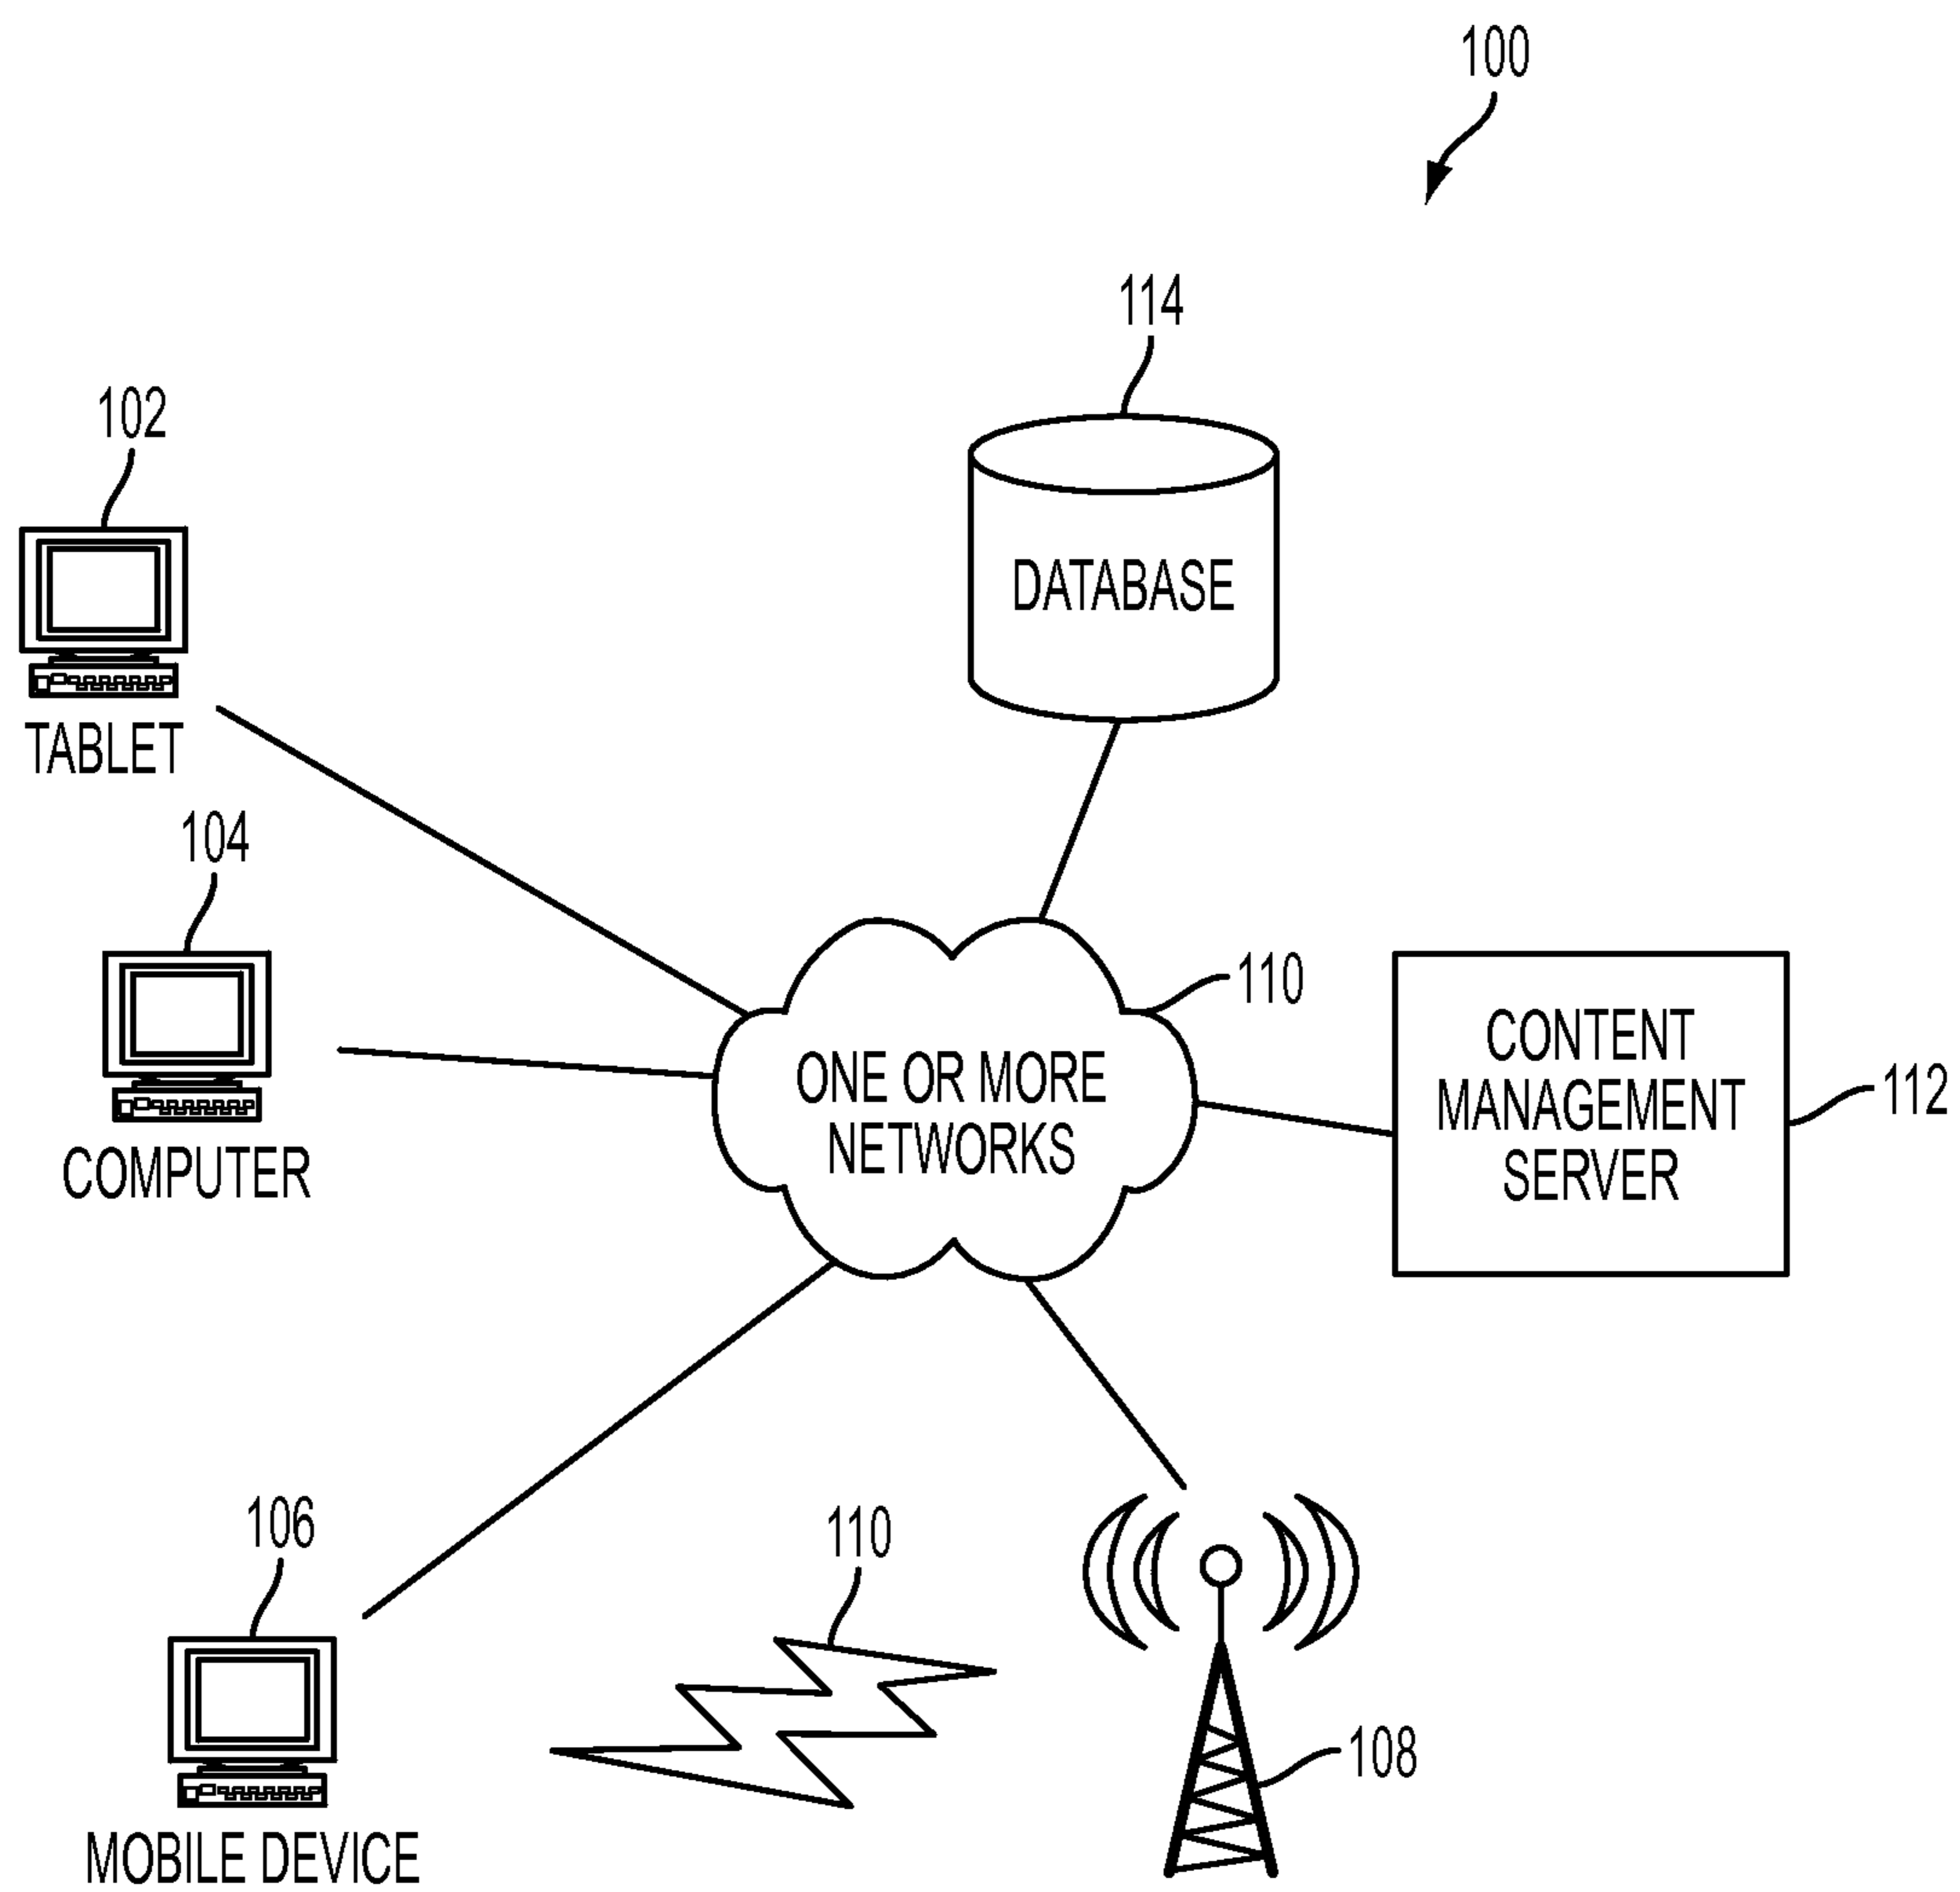 100
114
102
DATABASE
TABLET
104
110
ONE OR MORE
NETWORKS
CONTENT
MANAGEMENT
SERVER
112
COMPUTER
106
110
108
MOBILE DEVICE